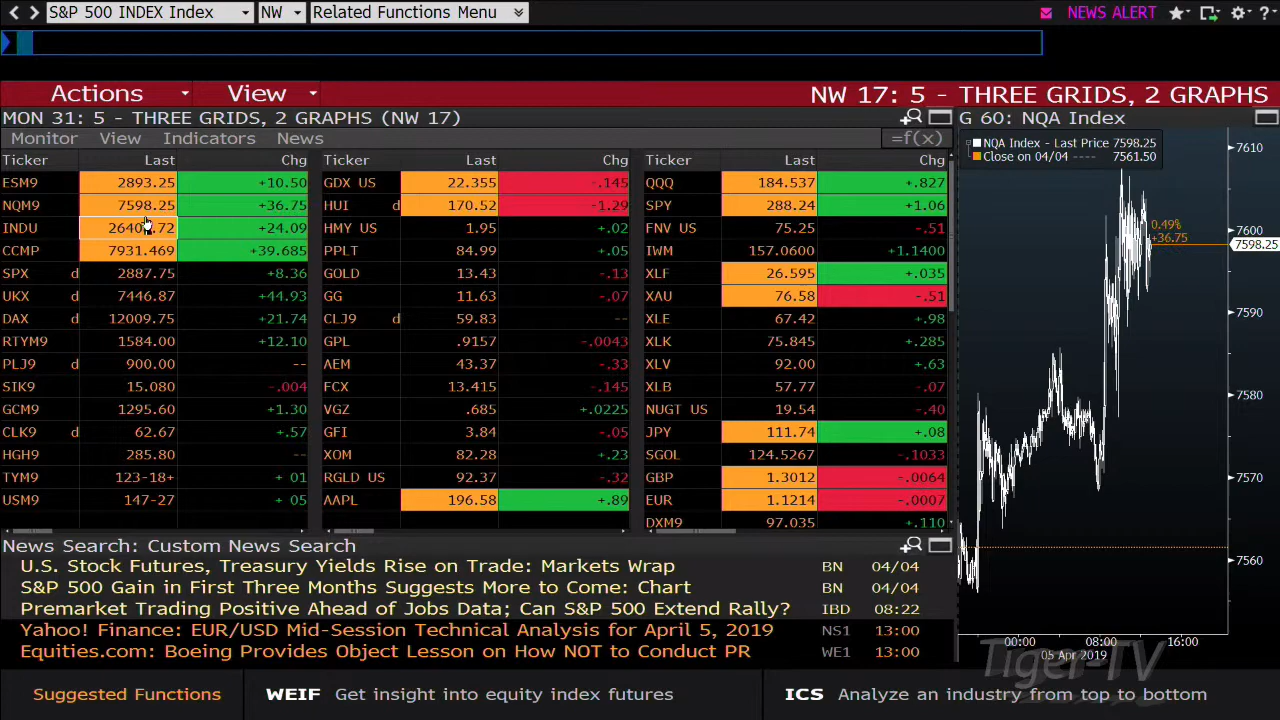 S&P 500 INDEX Index NW Related Functions Menu NEWS ALERT ?
Actions View NW 17: 5 - THREE GRIDS, 2 GRAPHS
MON 31: 5 - THREE GRIDS, 2 GRAPHS (NW 17) G 60: NQA Index
Monitor View Indicators News =f(x)
Ticker Last Chg Ticker Last Chg Ticker Last Chg
ESM9 2893.25 +10.50 GDX US 22.355 -.145 QQQ 184.537 +.827
NQM9 7598.25 +36.75 HUI d 170.52 -1.29 SPY 288.24 +1.06
INDU +24.09 HMY US 1.95 +.02 FNV US 75.25 -.51
CCMP 7931.469 +39.685 PPLT 84.99 +.05 IWM 157.0600 +1.1400
SPX d 2887.75 +8.36 GOLD 13.43 -.13 XLF 26.595 +.035
UKX d 7446.87 +44.93 GG 11.63 -.07 XAU 76.58 -.51
DAX d 12009.75 +21.74 CLJ9 d 59.83 -- XLE 67.42 +.98
RTYM9 1584.00 +12.10 GPL .9157 -.0043 XLK 75.845 +.285
PLJ9 d 900.00 -- AEM 43.37 -.33 XLV 92.00 +.63
SIK9 15.080 -.004 FCX 13.415 -.145 XLB 57.77 -.07
GCM9 1295.60 +1.30 VGZ .685 +.0225 NUGT US 19.54 -.40
CLK9 d 62.67 +.57 GFI 3.84 -.05 JPY 111.74 +.08
HGH9 285.80 -- XOM 82.28 +.23 SGOL 124.5267 -.1033
TYM9 123-18+ + 01 RGLD US 92.37 -.32 GBP 1.3012 -.0064
USM9 147-27 + 05 AAPL 196.58 +.89 EUR 1.1214 -.0007
DXM9 97.035 +.110
NQA Index - Last Price 7598.25
Close on 04/04 ---- 7561.50
7610
7600
0.49%
+36.75
7598.25
7590
7580
7570
7560
00:00 08:00 16:00
05 Apr 2019
News Search: Custom News Search
U.S. Stock Futures, Treasury Yields Rise on Trade: Markets Wrap BN 04/04
S&P 500 Gain in First Three Months Suggests More to Come: Chart BN 04/04
Premarket Trading Positive Ahead of Jobs Data; Can S&P 500 Extend Rally? IBD 08:22
Yahoo! Finance: EUR/USD Mid-Session Technical Analysis for April 5, 2019 NS1 13:00
Equities.com: Boeing Provides Object Lesson on How NOT to Conduct PR WE1 13:00
Tiger-TV
Suggested Functions WEIF Get insight into equity index futures ICS Analyze an industry from top to bottom